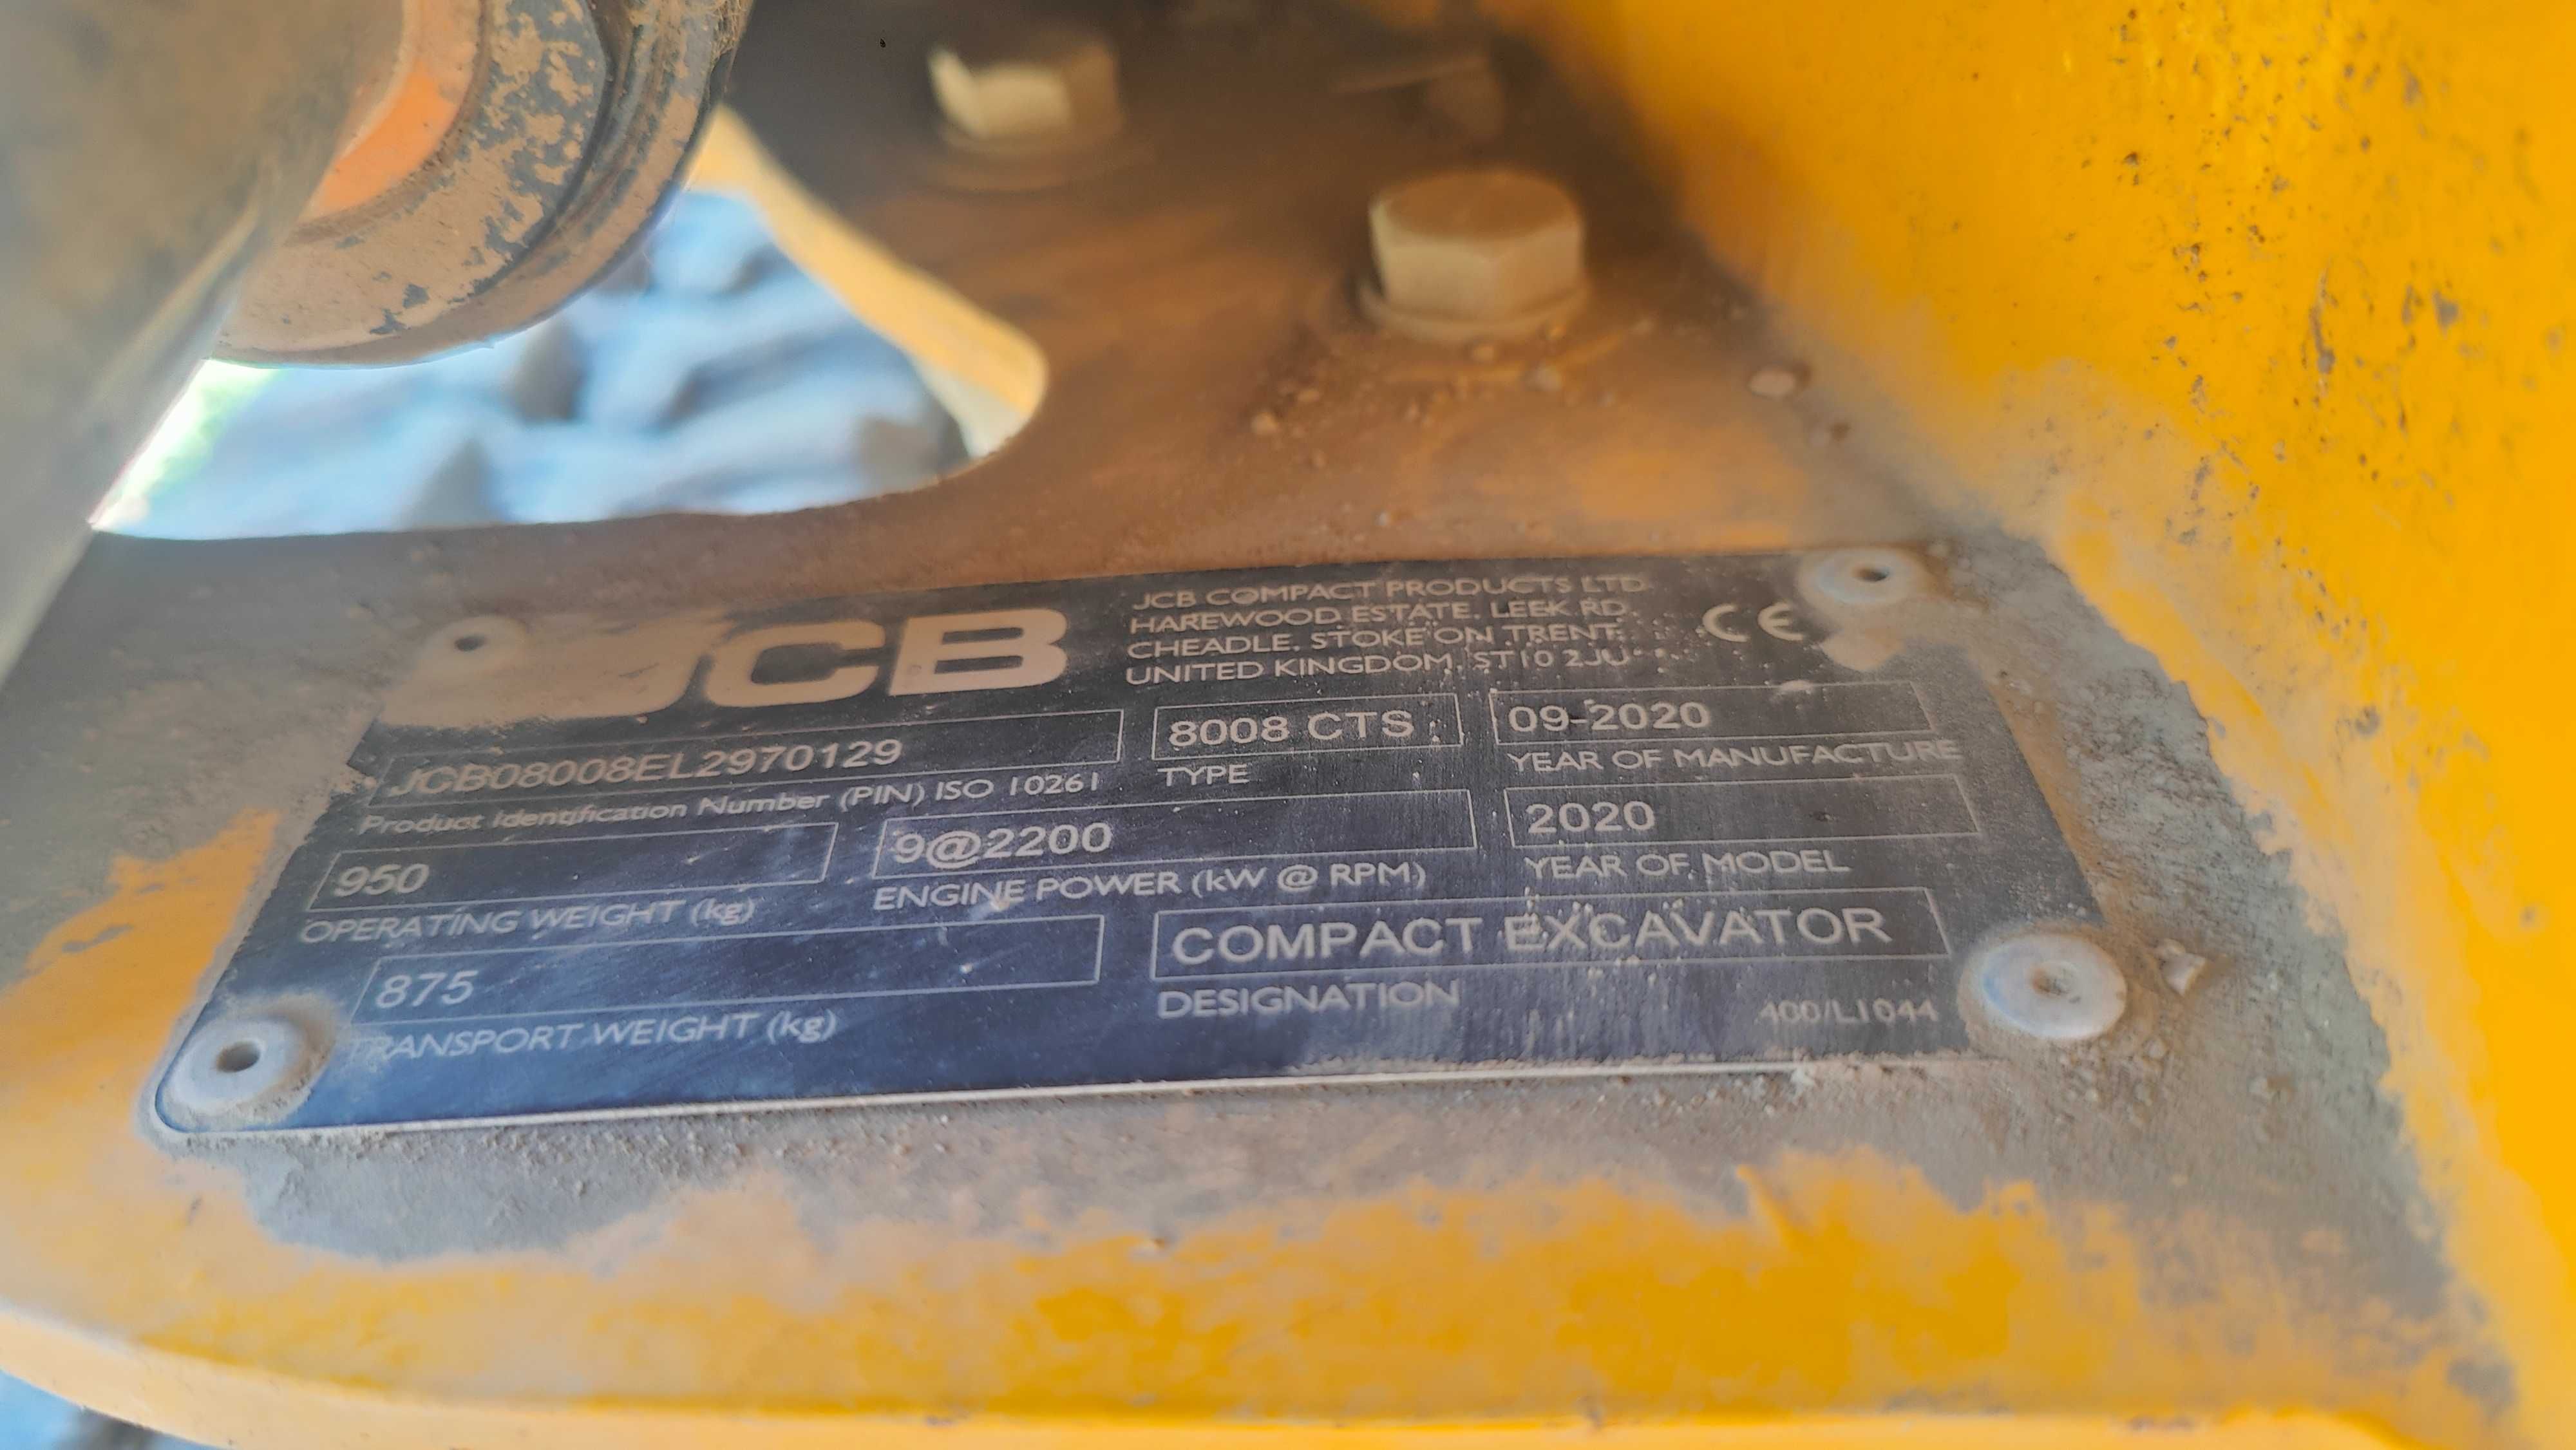 JCB
JCB COMPACT PRODUCTS LTD.
HAREWOOD ESTATE, LEEK RD,
CHEADLE, STOKE ON TRENT
UNITED KINGDOM, ST10 2JU
CE
JCB08008EL2970129
Product Identification Number (PIN) ISO 10261
8008 CTS
TYPE
09-2020
YEAR OF MANUFACTURE
950
OPERATING WEIGHT (kg)
9@2200
ENGINE POWER (kW @ RPM)
2020
YEAR OF MODEL
875
TRANSPORT WEIGHT (kg)
COMPACT EXCAVATOR
DESIGNATION
400/L1044